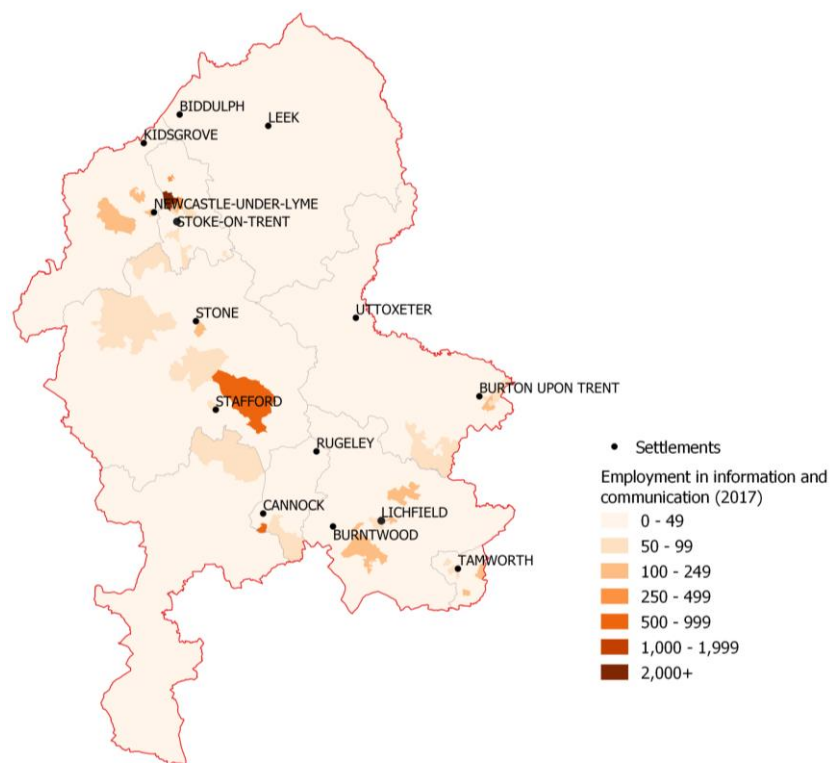 BIDDULPH
LEEK
KIDSGROVE
NEWCASTLE-UNDER-LYME
STOKE-ON-TRENT
STONE
UTTOXETER
BURTON UPON TRENT
STAFFORD
RUGELEY
CANNOCK
LICHFIELD
BURNTWOOD
TAMWORTH
Settlements
Employment in information and
communication (2017)
0 - 49
50 - 99
100 - 249
250 - 499
500 - 999
1,000 - 1,999
2,000+